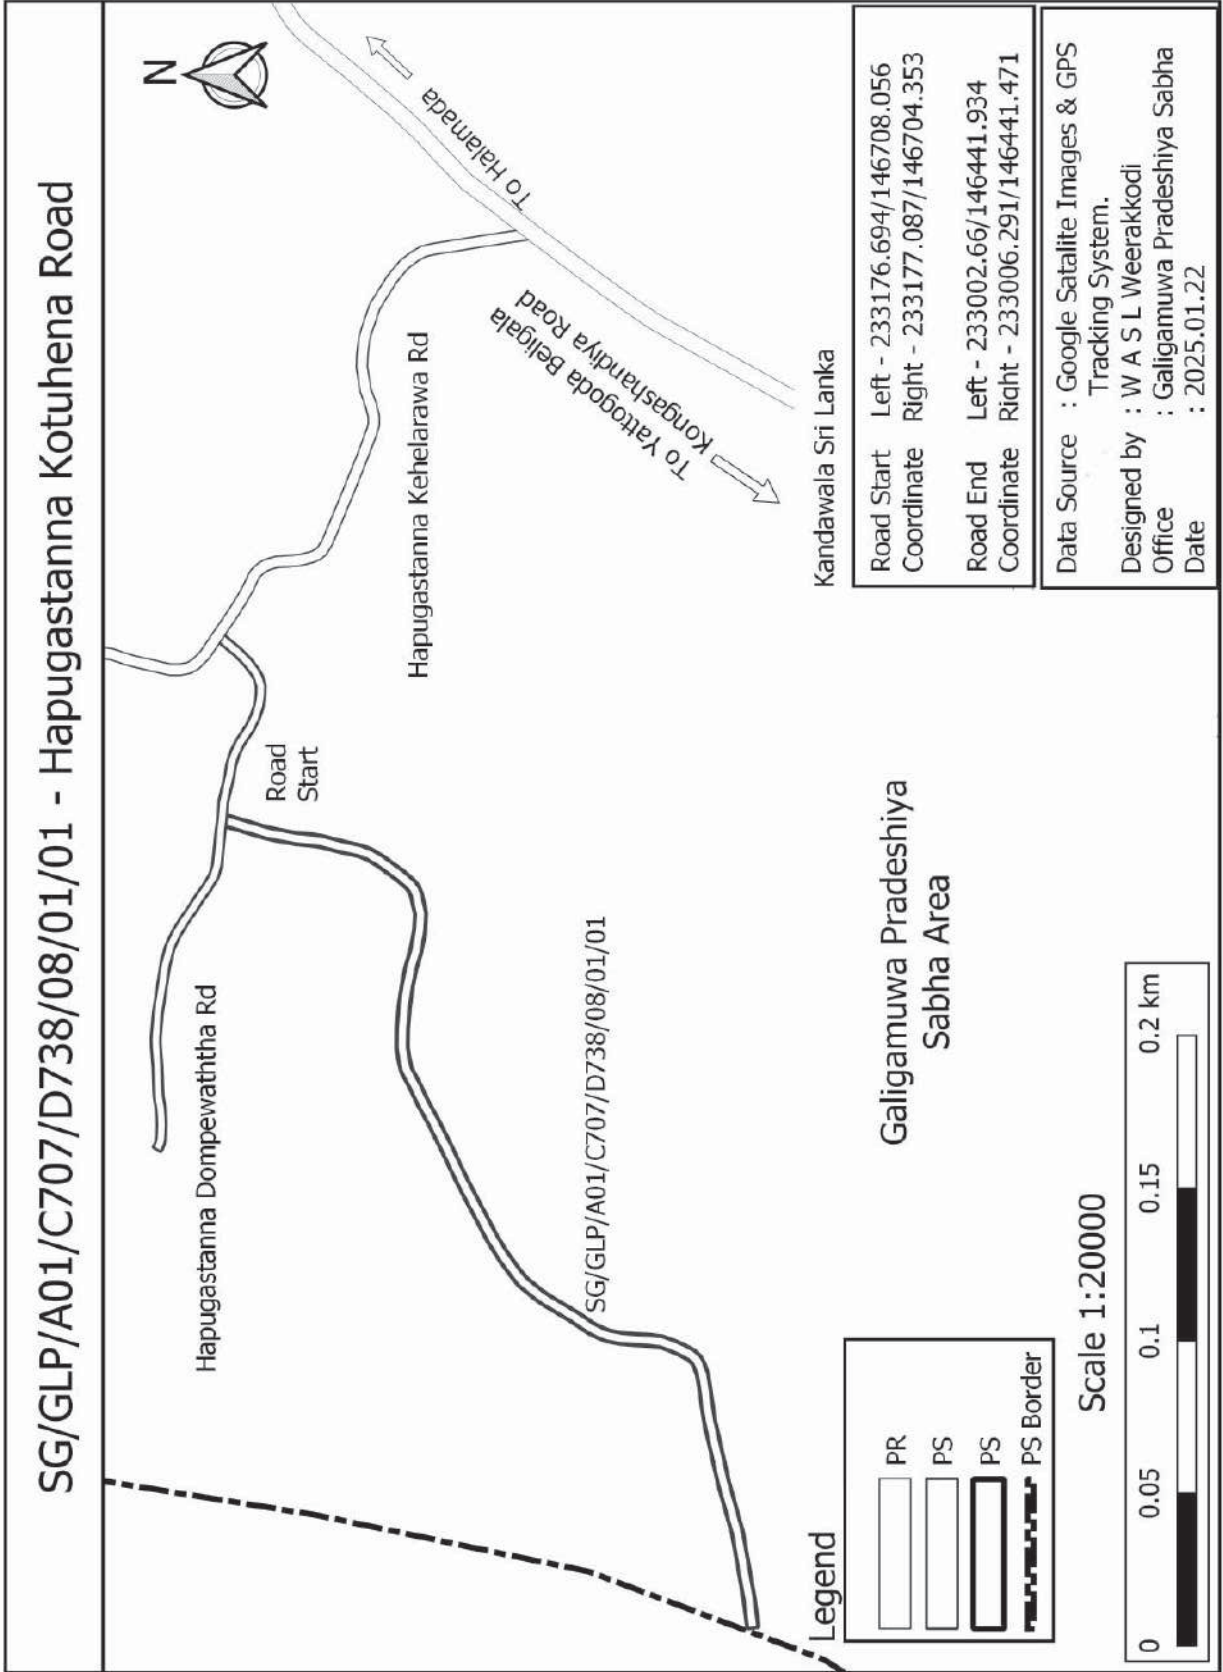 SG/GLP/A01/C707/D738/08/01/01 - Hapugastanna Kotuhena Road
N
To Halamada
To Yattogoda Beligala
Kongashandiya Road
Hapugastanna Kehelarawa Rd
Road
Start
Hapugastanna Dompewaththa Rd
SG/GLP/A01/C707/D738/08/01/01
Galigamuwa Pradeshiya
Sabha Area
Kandawala Sri Lanka
Road Start Left - 233176.694/146708.056
Coordinate Right - 233177.087/146704.353
Road End Left - 233002.66/146441.934
Coordinate Right - 233006.291/146441.471
Data Source : Google Satalite Images & GPS
Tracking System.
Designed by : W A S L Weerakkodi
Office : Galigamuwa Pradeshiya Sabha
Date : 2025.01.22
Legend
PR
PS
PS
PS Border
Scale 1:20000
0 0.05 0.1 0.15 0.2 km